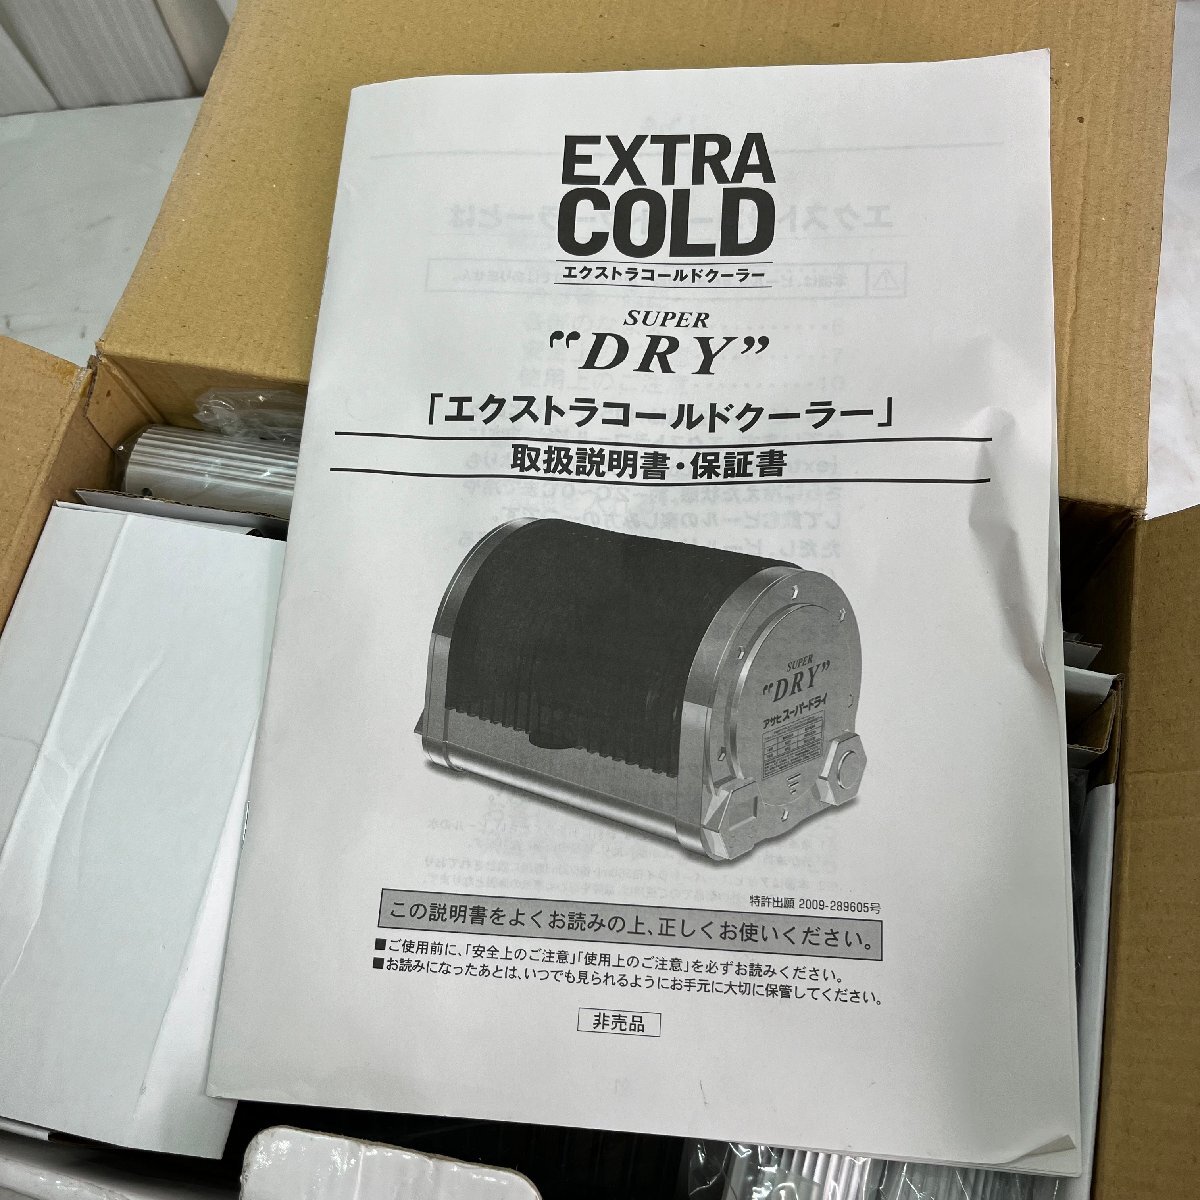 EXTRA
COLD
エクストラコールドクーラー
SUPER
“DRY”
「エクストラコールドクーラー」
取扱説明書・保証書
SUPER
“DRY”
アサヒスーパードライ
特許出願 2009-289605号
この説明書をよくお読みの上、正しくお使いください。
■ご使用前に、「安全上のご注意」「使用上のご注意」を必ずお読みください。
■お読みになったあとは、いつでも見られるようにお手元に大切に保管してください。
非売品